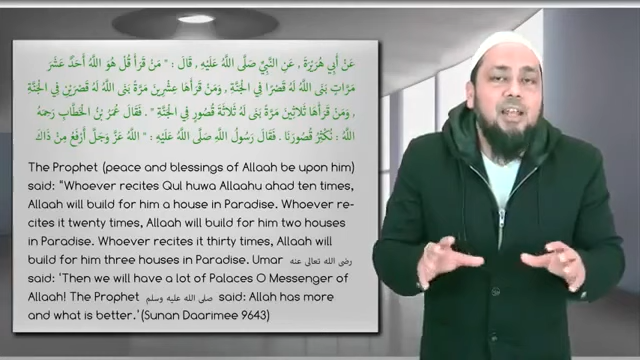 عَنْ أَبِي هُرَيْرَةَ , عَنِ النَّبِيِّ صَلَّى اللَّهُ عَلَيْهِ , قَالَ : " مَنْ قَرَأَ قُلْ هُوَ اللَّهُ أَحَدٌ عَشْرَ
مَرَّاتٍ بَنَى اللَّهُ لَهُ قَصْرًا فِي الْجَنَّةِ , وَمَنْ قَرَأَهَا عِشْرِينَ مَرَّةً بَنَى اللَّهُ لَهُ قَصْرَيْنِ فِي الْجَنَّةِ
, وَمَنْ قَرَأَهَا ثَلاثِينَ مَرَّةً بَنَى لَهُ ثَلاثَةَ قُصُورٍ فِي الْجَنَّةِ " . فَقَالَ عُمَرُ بْنُ الْخَطَّابِ رَحِمَهُ
اللَّهُ : نُكْثِرُ قُصُورَنَا . فَقَالَ رَسُولُ اللَّهِ صَلَّى اللَّهُ عَلَيْهِ : " اللَّهُ عَزَّ وَجَلَّ أَرْفَعُ مِنْ ذَاكَ
The Prophet (peace and blessings of Allaah be upon him)
said: "Whoever recites Qul huwa Allaahu ahad ten times,
Allaah will build for him a house in Paradise. Whoever re-
cites it twenty times, Allaah will build for him two houses
in Paradise. Whoever recites it thirty times, Allaah will
build for him three houses in Paradise. Umar رضى الله تعالى عنه
said: 'Then we will have a lot of Palaces O Messenger of
Allaah! The Prophet صلى الله عليه وسلم said: Allah has more
and what is better.'(Sunan Daarimee 9643)